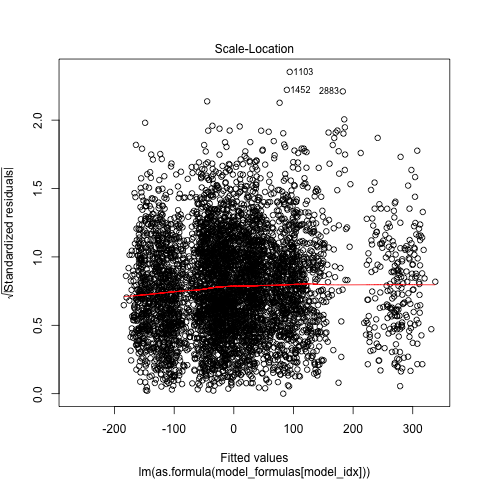 Scale-Location
1103
1452
2883
2.0
1.5
1.0
0.5
0.0
√|Standardized residuals|
-200 -100 0 100 200 300
Fitted values
lm(as.formula(model_formulas[model_idx]))